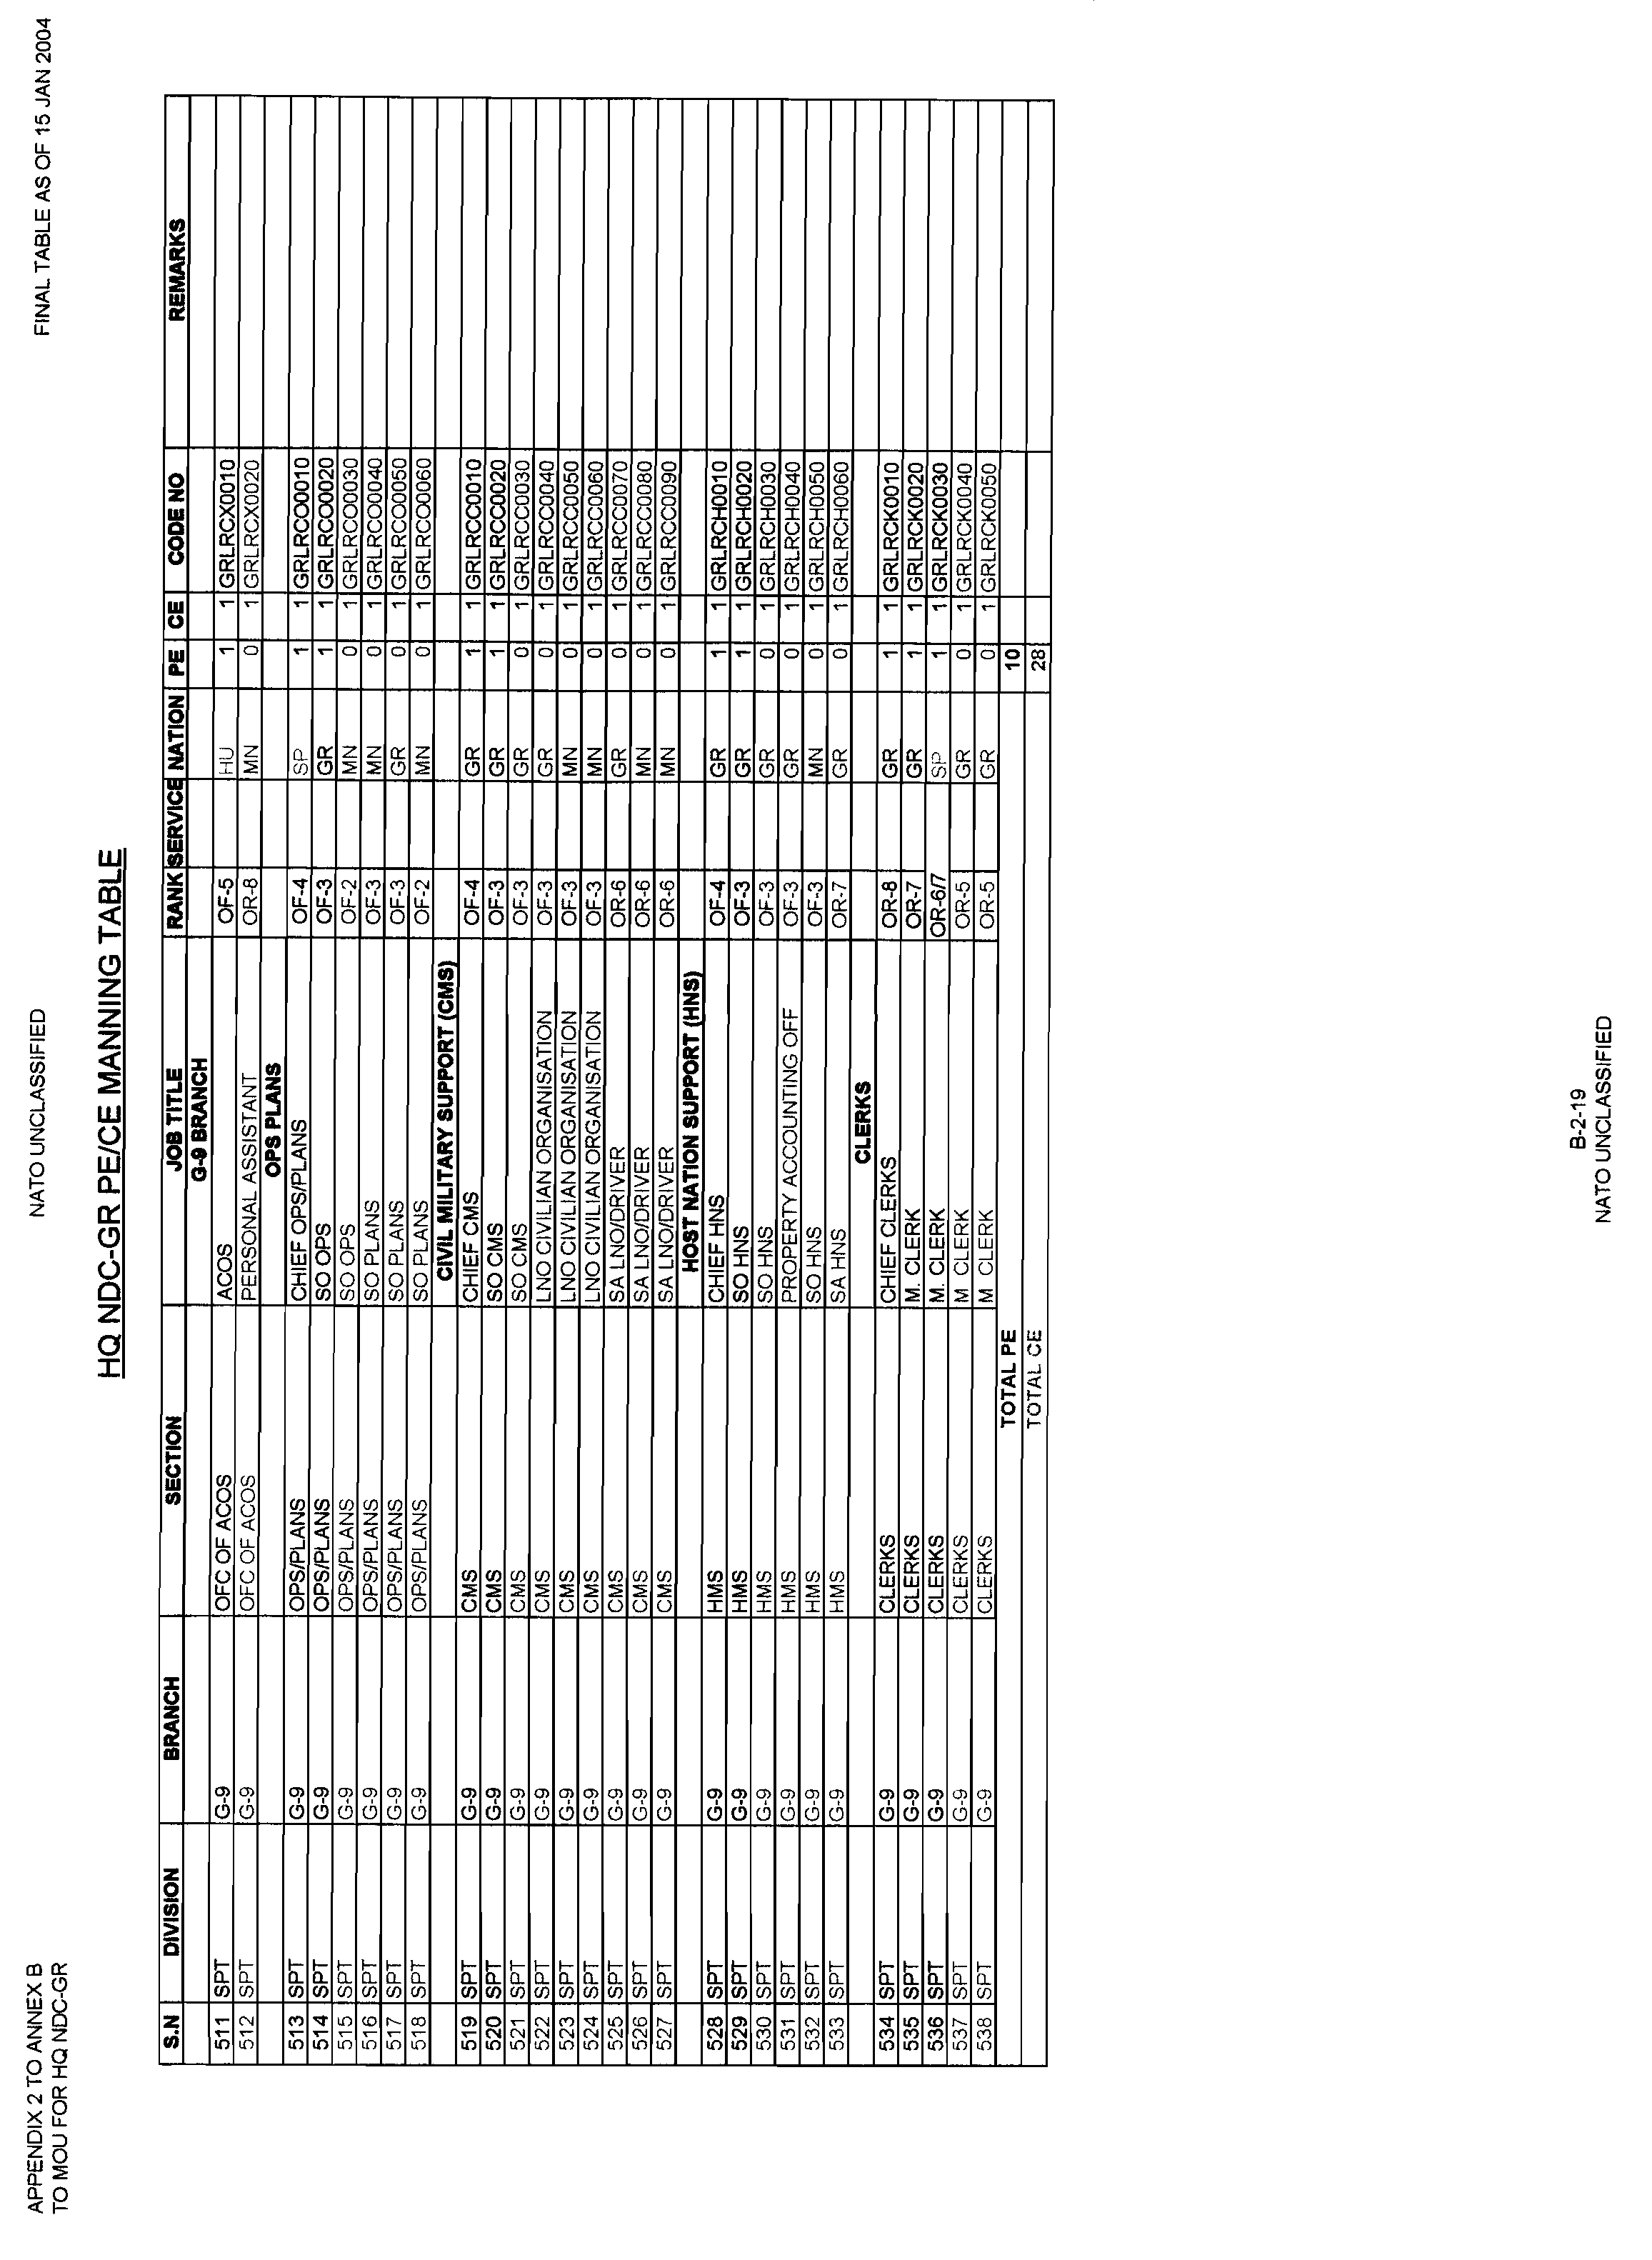 APPENDIX 2 TO ANNEX B NATO UNCLASSIFIED FINAL TABLE AS OF 15 JAN 2004
TO MOU FOR HQ NDC-GR
HQ NDC-GR PE/CE MANNING TABLE
S.N DIVISION BRANCH SECTION JOB TITLE RANK SERVICE NATION PE CE CODE NO REMARKS
G-9 BRANCH
511 SPT G-9 OFC OF ACOS ACOS OF-5 HU 1 1 GRLRCX0010
512 SPT G-9 OFC OF ACOS PERSONAL ASSISTANT OR-8 MN 0 1 GRLRCX0020
OPS PLANS
513 SPT G-9 OPS/PLANS CHIEF OPS/PLANS OF-4 SP 1 1 GRLRCO0010
514 SPT G-9 OPS/PLANS SO OPS OF-3 GR 1 1 GRLRCO0020
515 SPT G-9 OPS/PLANS SO OPS OF-2 MN 0 1 GRLRCO0030
516 SPT G-9 OPS/PLANS SO PLANS OF-3 MN 0 1 GRLRCO0040
517 SPT G-9 OPS/PLANS SO PLANS OF-3 GR 0 1 GRLRCO0050
518 SPT G-9 OPS/PLANS SO PLANS OF-2 MN 0 1 GRLRCO0060
CIVIL MILITARY SUPPORT (CMS)
519 SPT G-9 CMS CHIEF CMS OF-4 GR 1 1 GRLRCC0010
520 SPT G-9 CMS SO CMS OF-3 GR 1 1 GRLRCC0020
521 SPT G-9 CMS SO CMS OF-3 GR 0 1 GRLRCC0030
522 SPT G-9 CMS LNO CIVILIAN ORGANISATION OF-3 GR 0 1 GRLRCC0040
523 SPT G-9 CMS LNO CIVILIAN ORGANISATION OF-3 MN 0 1 GRLRCC0050
524 SPT G-9 CMS LNO CIVILIAN ORGANISATION OF-3 MN 0 1 GRLRCC0060
525 SPT G-9 CMS SA LNO/DRIVER OR-6 GR 0 1 GRLRCC0070
526 SPT G-9 CMS SA LNO/DRIVER OR-6 MN 0 1 GRLRCC0080
527 SPT G-9 CMS SA LNO/DRIVER OR-6 MN 0 1 GRLRCC0090
HOST NATION SUPPORT (HNS)
528 SPT G-9 HMS CHIEF HNS OF-4 GR 1 1 GRLRCH0010
529 SPT G-9 HMS SO HNS OF-3 GR 1 1 GRLRCH0020
530 SPT G-9 HMS SO HNS OF-3 GR 0 1 GRLRCH0030
531 SPT G-9 HMS PROPERTY ACCOUNTING OFF OF-3 GR 0 1 GRLRCH0040
532 SPT G-9 HMS SO HNS OF-3 MN 0 1 GRLRCH0050
533 SPT G-9 HMS SA HNS OR-7 GR 0 1 GRLRCH0060
CLERKS
534 SPT G-9 CLERKS CHIEF CLERKS OR-8 GR 1 1 GRLRCK0010
535 SPT G-9 CLERKS M. CLERK OR-7 GR 1 1 GRLRCK0020
536 SPT G-9 CLERKS M. CLERK OR-6/7 SP 1 1 GRLRCK0030
537 SPT G-9 CLERKS M CLERK OR-5 GR 0 1 GRLRCK0040
538 SPT G-9 CLERKS M CLERK OR-5 GR 0 1 GRLRCK0050
TOTAL PE 10
TOTAL CE 28
B-2-19
NATO UNCLASSIFIED